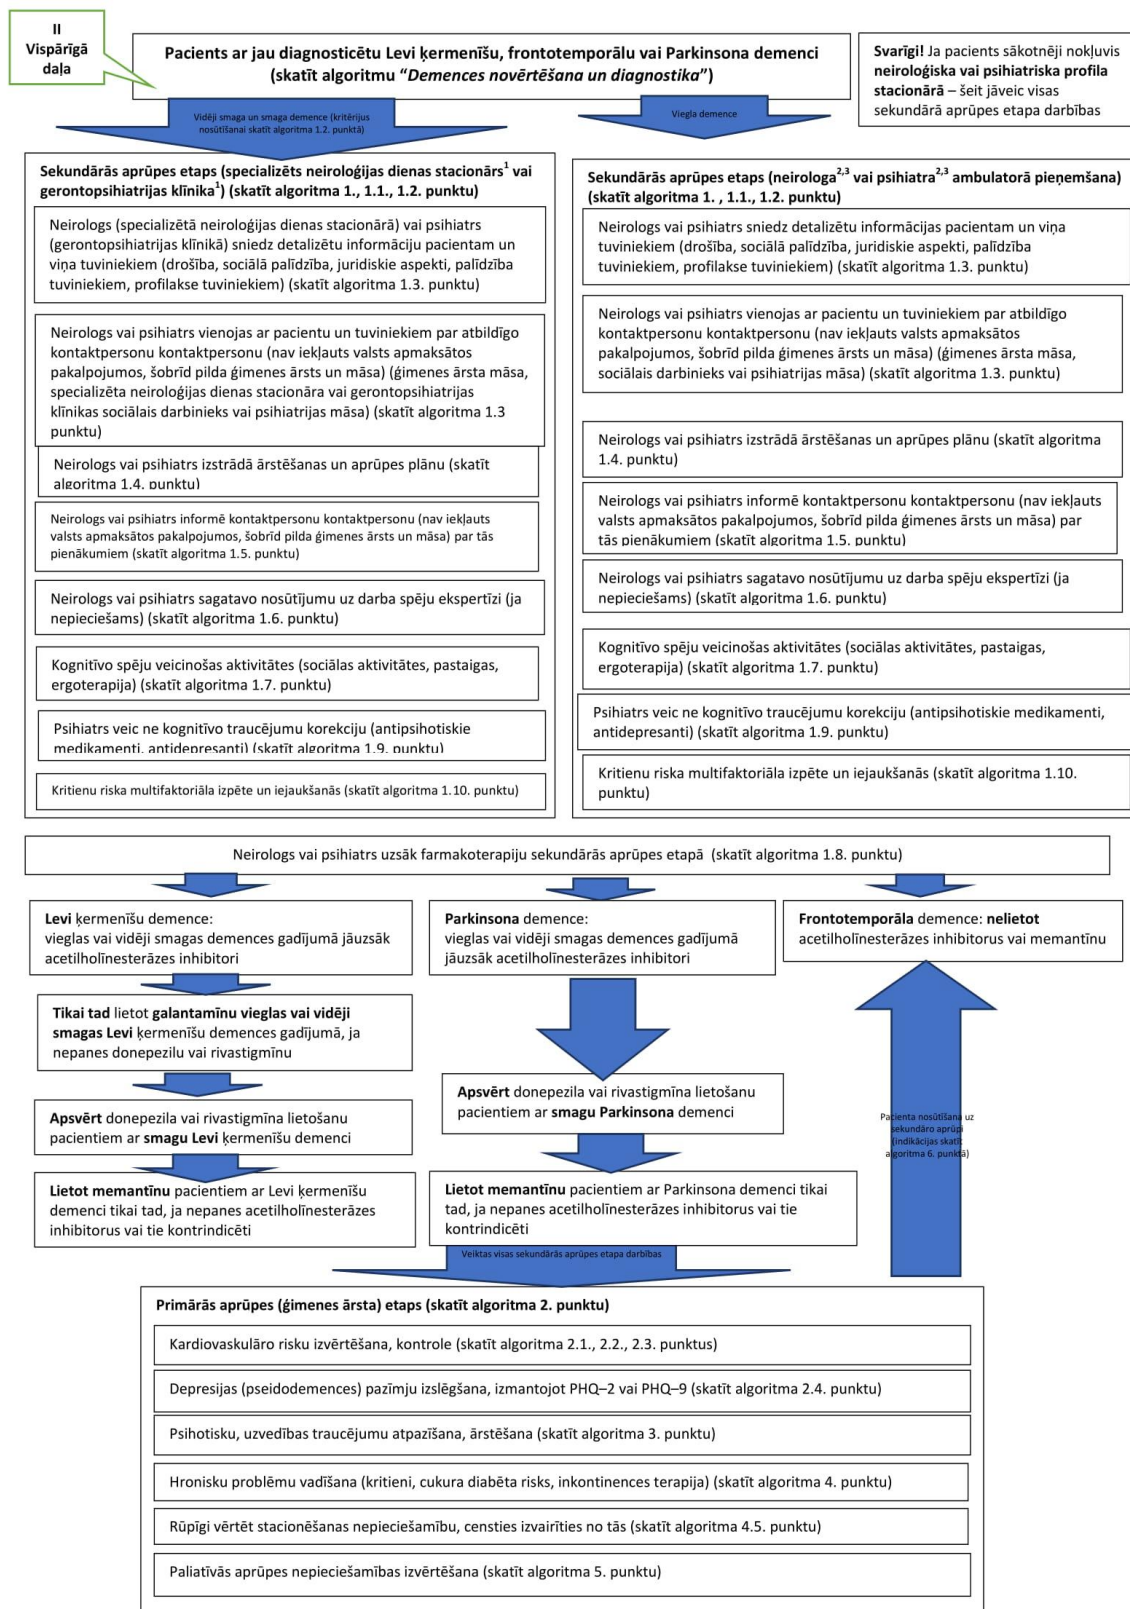 II
Vispārīgā
daļa
Pacients ar jau diagnosticētu Levi ķermenīšu, frontotemporālu vai Parkinsona demenci
(skatīt algoritmu “Demences novērtēšana un diagnostika”)
Svarīgi! Ja pacients sākotnēji nokļuvis
neiroloģiska vai psihiatriska profila
stacionārā – šeit jāveic visas
sekundārā aprūpes etapa darbības
Vidēji smaga un smaga demence (kritērijus
nosūtīšanai skatīt algoritma 1.2. punktā)
Viegla demence
Sekundārās aprūpes etaps (specializēts neiroloģijas dienas stacionārs1 vai
gerontopsihiatrijas klīnika1) (skatīt algoritma 1., 1.1., 1.2. punktu)
Neirologs (specializētā neiroloģijas dienas stacionārā) vai psihiatrs
(gerontopsihiatrijas klīnikā) sniedz detalizētu informāciju pacientam un
viņa tuviniekiem (drošība, sociālā palīdzība, juridiskie aspekti, palīdzība
tuviniekiem, profilakse tuviniekiem) (skatīt algoritma 1.3. punktu)
Neirologs vai psihiatrs vienojas ar pacientu un tuviniekiem par atbildīgo
kontaktpersonu kontaktpersonu (nav iekļauts valsts apmaksātos
pakalpojumos, šobrīd pilda ģimenes ārsts un māsa) (ģimenes ārsta māsa,
specializēta neiroloģijas dienas stacionāra vai gerontopsihiatrijas
klīnikas sociālais darbinieks vai psihiatrijas māsa) (skatīt algoritma 1.3
punktu)
Neirologs vai psihiatrs izstrādā ārstēšanas un aprūpes plānu (skatīt
algoritma 1.4. punktu)
Neirologs vai psihiatrs informē kontaktpersonu kontaktpersonu (nav iekļauts
valsts apmaksātos pakalpojumos, šobrīd pilda ģimenes ārsts un māsa) par
tās pienākumiem (skatīt algoritma 1.5. punktu)
Neirologs vai psihiatrs sagatavo nosūtījumu uz darba spēju ekspertīzi (ja
nepieciešams) (skatīt algoritma 1.6. punktu)
Kognitīvo spēju veicinošas aktivitātes (sociālas aktivitātes, pastaigas,
ergoterapija) (skatīt algoritma 1.7. punktu)
Psihiatrs veic ne kognitīvo traucējumu korekciju (antipsihotiskie
medikamenti, antidepresanti) (skatīt algoritma 1.9. punktu)
Kritienu riska multifaktoriāla izpēte un iejaukšanās (skatīt algoritma 1.10. punktu)
Sekundārās aprūpes etaps (neirologa2,3 vai psihiatra2,3 ambulatorā pieņemšana)
(skatīt algoritma 1. , 1.1., 1.2. punktu)
Neirologs vai psihiatrs sniedz detalizētu informācijas pacientam un viņa
tuviniekiem (drošība, sociālā palīdzība, juridiskie aspekti, palīdzība
tuviniekiem, profilakse tuviniekiem) (skatīt algoritma 1.3. punktu)
Neirologs vai psihiatrs vienojas ar pacientu un tuviniekiem par atbildīgo
kontaktpersonu kontaktpersonu (nav iekļauts valsts apmaksātos
pakalpojumos, šobrīd pilda ģimenes ārsts un māsa) (ģimenes ārsta māsa,
sociālais darbinieks vai psihiatrijas māsa) (skatīt algoritma 1.3. punktu)
Neirologs vai psihiatrs izstrādā ārstēšanas un aprūpes plānu (skatīt algoritma
1.4. punktu)
Neirologs vai psihiatrs informē kontaktpersonu kontaktpersonu (nav iekļauts
valsts apmaksātos pakalpojumos, šobrīd pilda ģimenes ārsts un māsa) par
tās pienākumiem (skatīt algoritma 1.5. punktu)
Neirologs vai psihiatrs sagatavo nosūtījumu uz darba spēju ekspertīzi (ja
nepieciešams) (skatīt algoritma 1.6. punktu)
Kognitīvo spēju veicinošas aktivitātes (sociālas aktivitātes, pastaigas,
ergoterapija) (skatīt algoritma 1.7. punktu)
Psihiatrs veic ne kognitīvo traucējumu korekciju (antipsihotiskie medikamenti,
antidepresanti) (skatīt algoritma 1.9. punktu)
Kritienu riska multifaktoriāla izpēte un iejaukšanās (skatīt algoritma 1.10.
punktu)
Neirologs vai psihiatrs uzsāk farmakoterapiju sekundārās aprūpes etapā (skatīt algoritma 1.8. punktu)
Levi ķermenīšu demence:
vieglas vai vidēji smagas demences gadījumā jāuzsāk
acetilholīnesterāzes inhibitori
Tikai tad lietot galantamīnu vieglas vai vidēji
smagas Levi ķermenīšu demences gadījumā, ja
nepanes donepezilu vai rivastigmīnu
Apsvērt donepezila vai rivastigmīna lietošanu
pacientiem ar smagu Levi ķermenīšu demenci
Lietot memantīnu pacientiem ar Levi ķermenīšu
demenci tikai tad, ja nepanes acetilholīnesterāzes
inhibitorus vai tie kontrindicēti
Parkinsona demence:
vieglas vai vidēji smagas demences gadījumā
jāuzsāk acetilholīnesterāzes inhibitori
Apsvērt donepezila vai rivastigmīna lietošanu
pacientiem ar smagu Parkinsona demenci
Lietot memantīnu pacientiem ar Parkinsona demenci tikai
tad, ja nepanes acetilholīnesterāzes inhibitorus vai tie
kontrindicēti
Frontotemporāla demence: nelietot
acetilholīnesterāzes inhibitorus vai memantīnu
Pacienta nosūtīšana uz
sekundāro aprūpi
(indikācijas skatīt
algoritma 6. punktā)
Veiktas visas sekundārās aprūpes etapa darbības
Primārās aprūpes (ģimenes ārsta) etaps (skatīt algoritma 2. punktu)
Kardiovaskulāro risku izvērtēšana, kontrole (skatīt algoritma 2.1., 2.2., 2.3. punktus)
Depresijas (pseidodemences) pazīmju izslēgšana, izmantojot PHQ–2 vai PHQ–9 (skatīt algoritma 2.4. punktu)
Psihotisku, uzvedības traucējumu atpazīšana, ārstēšana (skatīt algoritma 3. punktu)
Hronisku problēmu vadīšana (kritieni, cukura diabēta risks, inkontinences terapija) (skatīt algoritma 4. punktu)
Rūpīgi vērtēt stacionēšanas nepieciešamību, censties izvairīties no tās (skatīt algoritma 4.5. punktu)
Paliatīvās aprūpes nepieciešamības izvērtēšana (skatīt algoritma 5. punktu)